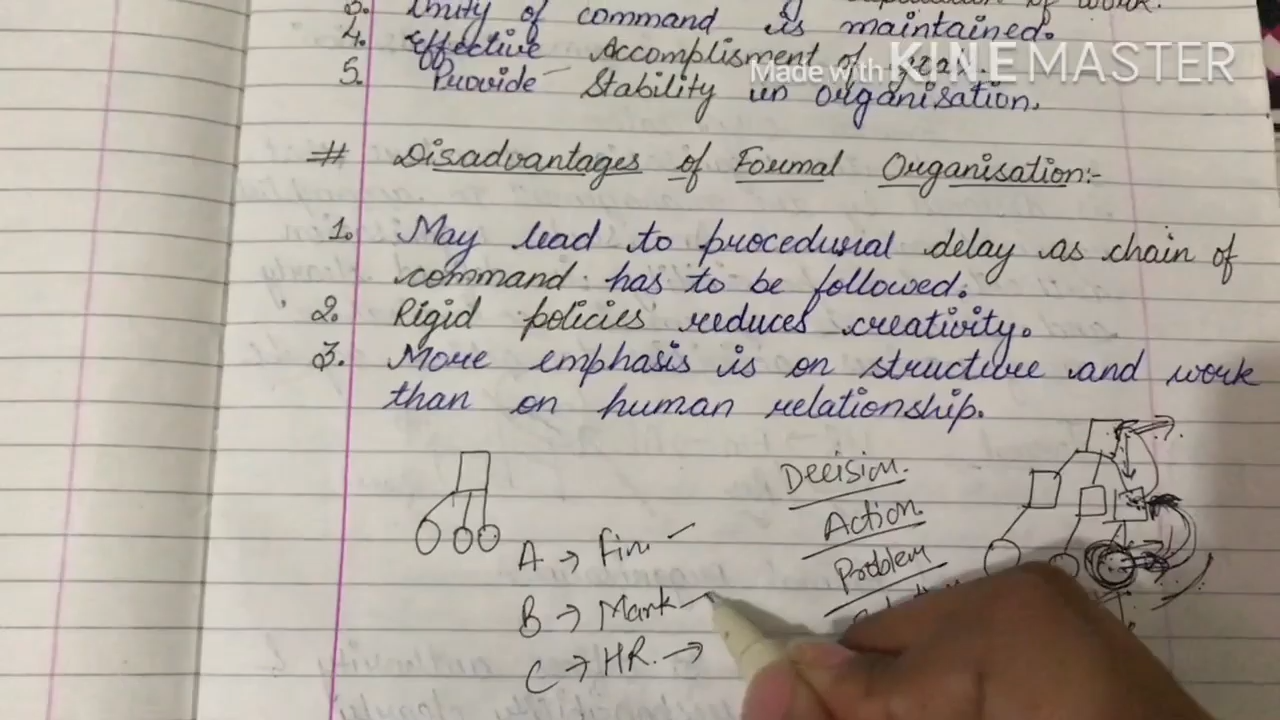 3. Unity of command is maintained.
4. Effective Accomplisment of
5. Provide Stability in organisation.
Made with KINEMASTER
# Disadvantages of Formal Organisation:-
1. May lead to procedural delay as chain of
command has to be followed.
2. Rigid policies reduces creativity.
3. More emphasis is on structure and work
than on human relationship.
Decision.
Action.
Problem
A → Fin.
B → Mark
C → HR. →